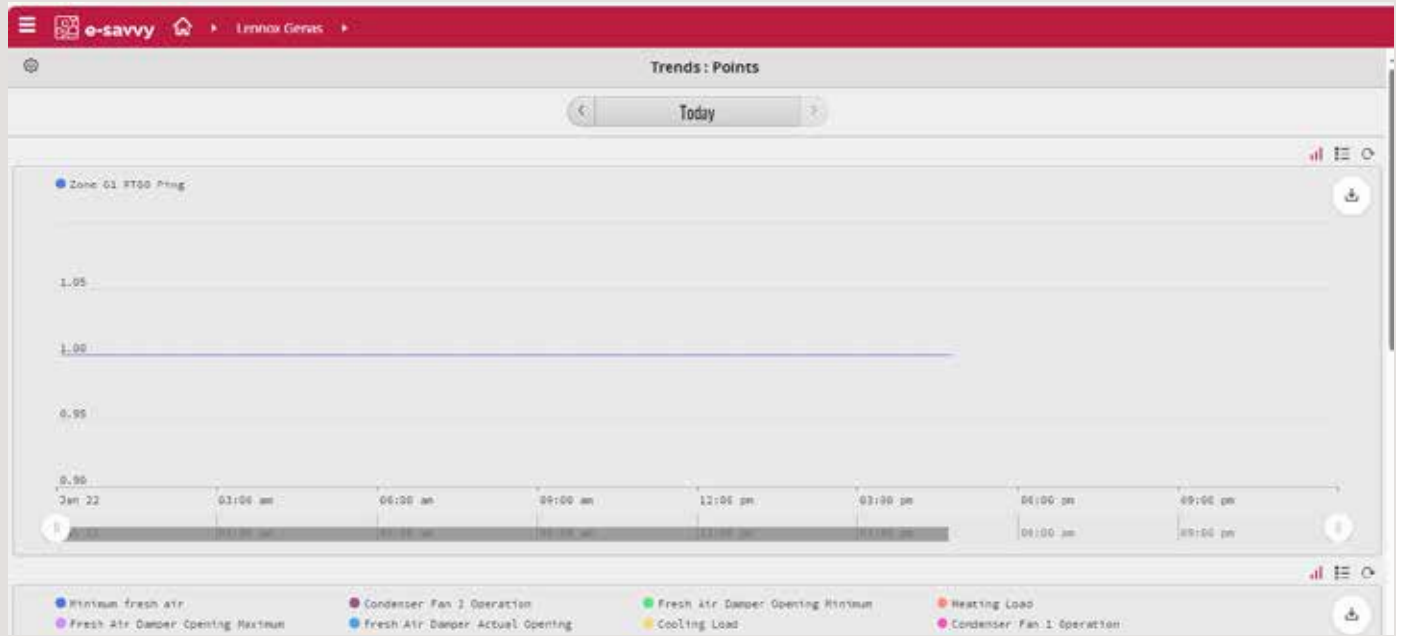 e-savvy Lennox Genas
Trends : Points
Today
Zone G1 RTU0 Ping
1.05
1.00
0.95
0.90
Jan 22 03:00 am 06:00 am 09:00 am 12:00 pm 03:00 pm 06:00 pm 09:00 pm
06:00 pm 09:00 pm
Minimum fresh air Condenser Fan 2 Operation Fresh Air Damper Opening Minimum Heating Load
Fresh Air Damper Opening Maximum Fresh Air Damper Actual Opening Cooling Load Condenser Fan 1 Operation